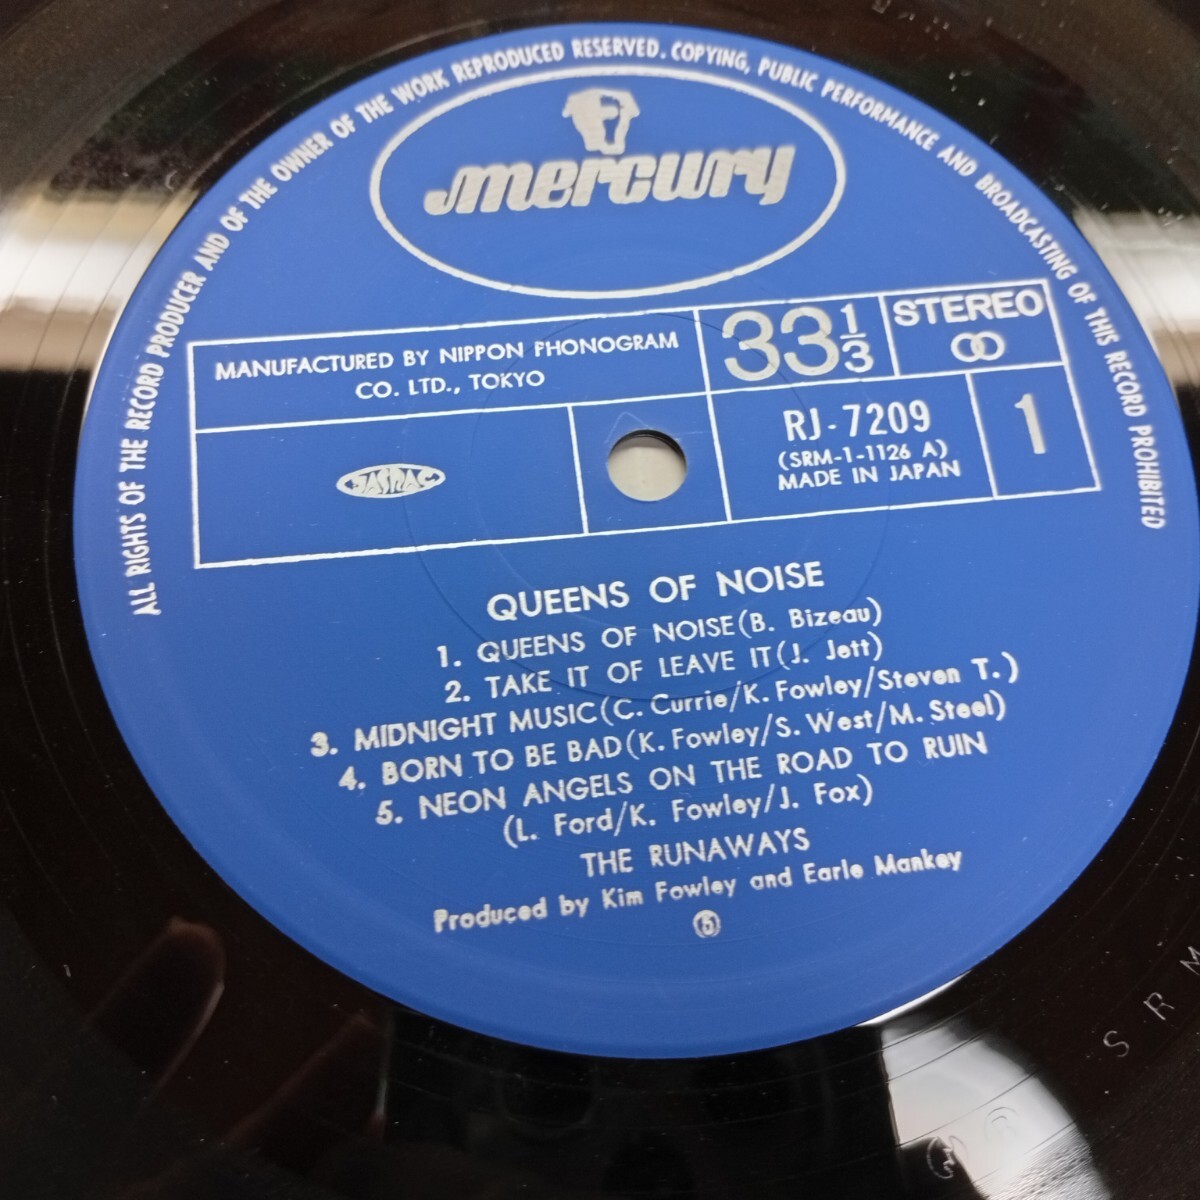 ALL RIGHTS OF THE RECORD PRODUCER AND OF THE OWNER OF THE WORK REPRODUCED RESERVED. COPYING, PUBLIC PERFORMANCE AND BROADCASTING OF THIS RECORD PROHIBITED
mercury
MANUFACTURED BY NIPPON PHONOGRAM
CO. LTD., TOKYO
33 1/3
STEREO
JASRAC
RJ-7209
(SRM-1-1126 A)
MADE IN JAPAN
1
QUEENS OF NOISE
1. QUEENS OF NOISE(B. Bizeau)
2. TAKE IT OF LEAVE IT(J. Jett)
3. MIDNIGHT MUSIC(C. Currie/K. Fowley/Steven T.)
4. BORN TO BE BAD(K. Fowley/S. West/M. Steel)
5. NEON ANGELS ON THE ROAD TO RUIN
(L. Ford/K. Fowley/J. Fox)
THE RUNAWAYS
Produced by Kim Fowley and Earle Mankey
S R M